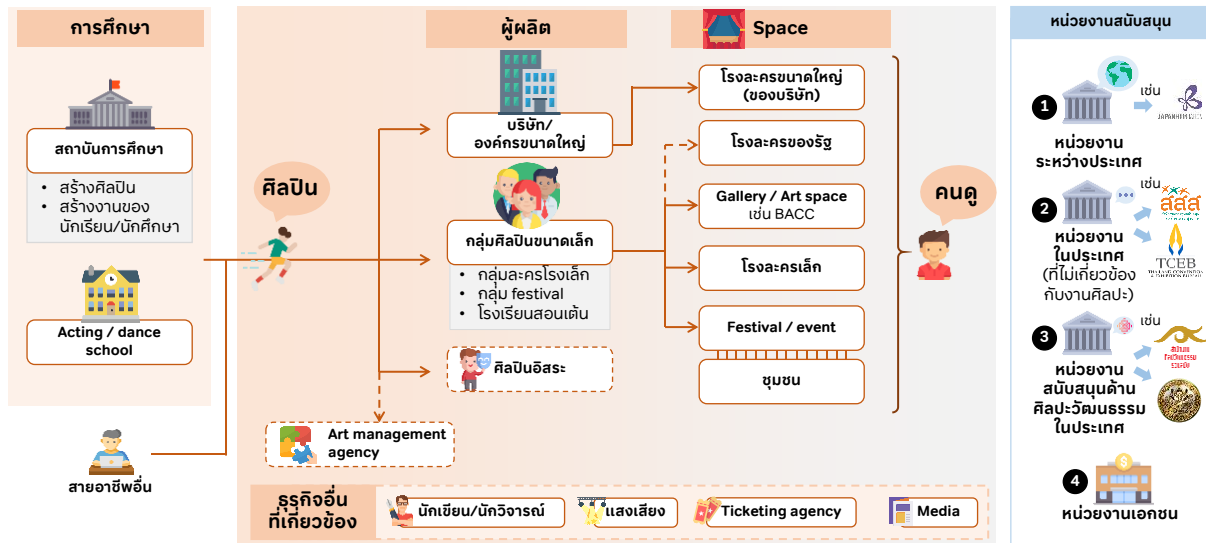 การศึกษา
สถาบันการศึกษา
• สร้างศิลปิน
• สร้างงานของ
นักเรียน/นักศึกษา
Acting / dance
school
สายอาชีพอื่น
ศิลปิน
ผู้ผลิต
บริษัท/
องค์กรขนาดใหญ่
กลุ่มศิลปินขนาดเล็ก
• กลุ่มละครโรงเล็ก
• กลุ่ม festival
• โรงเรียนสอนเต้น
ศิลปินอิสระ
Art management
agency
Space
โรงละครขนาดใหญ่
(ของบริษัท)
โรงละครของรัฐ
Gallery / Art space
เช่น BACC
โรงละครเล็ก
Festival / event
ชุมชน
คนดู
ธุรกิจอื่น
ที่เกี่ยวข้อง
นักเขียน/นักวิจารณ์
แสงเสียง
Ticketing agency
Media
หน่วยงานสนับสนุน
1
เช่น
JAPANFOUNDATION
หน่วยงาน
ระหว่างประเทศ
2
เช่น
สสส
TCEB
THAILAND CONVENTION
& EXHIBITION BUREAU
หน่วยงาน
ในประเทศ
(ที่ไม่เกี่ยวข้อง
กับงานศิลปะ)
3
เช่น
หน่วยงาน
สนับสนุนด้าน
ศิลปะวัฒนธรรม
ในประเทศ
4
หน่วยงานเอกชน